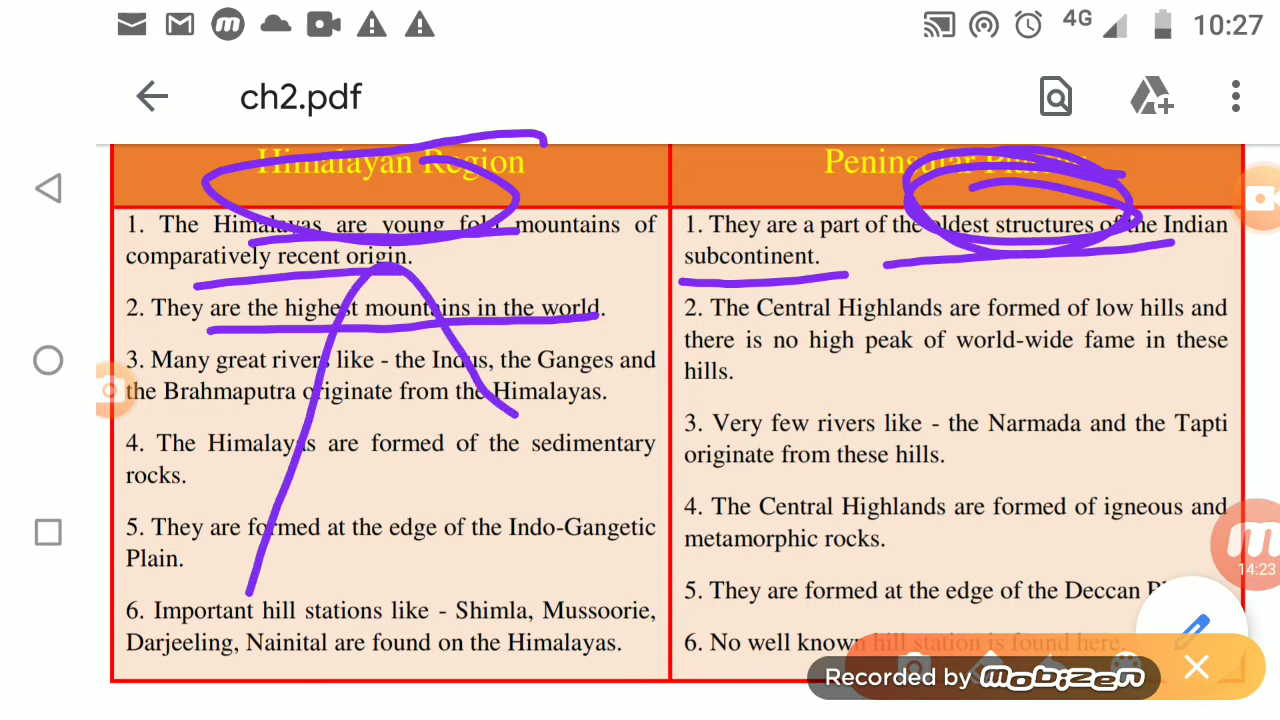 4G 10:27
ch2.pdf
Himalayan Region
Peninsular
1. The Himalayas are young fold mountains of
comparatively recent origin.
2. They are the highest mountains in the world.
3. Many great rivers like - the Indus, the Ganges and
the Brahmaputra originate from the Himalayas.
4. The Himalayas are formed of the sedimentary
rocks.
5. They are formed at the edge of the Indo-Gangetic
Plain.
6. Important hill stations like - Shimla, Mussoorie,
Darjeeling, Nainital are found on the Himalayas.
1. They are a part of the oldest structures of the Indian
subcontinent.
2. The Central Highlands are formed of low hills and
there is no high peak of world-wide fame in these
hills.
3. Very few rivers like - the Narmada and the Tapti
originate from these hills.
4. The Central Highlands are formed of igneous and
metamorphic rocks.
5. They are formed at the edge of the Deccan
6. No well known hill station is found here.
14:23
Recorded by Mobizen